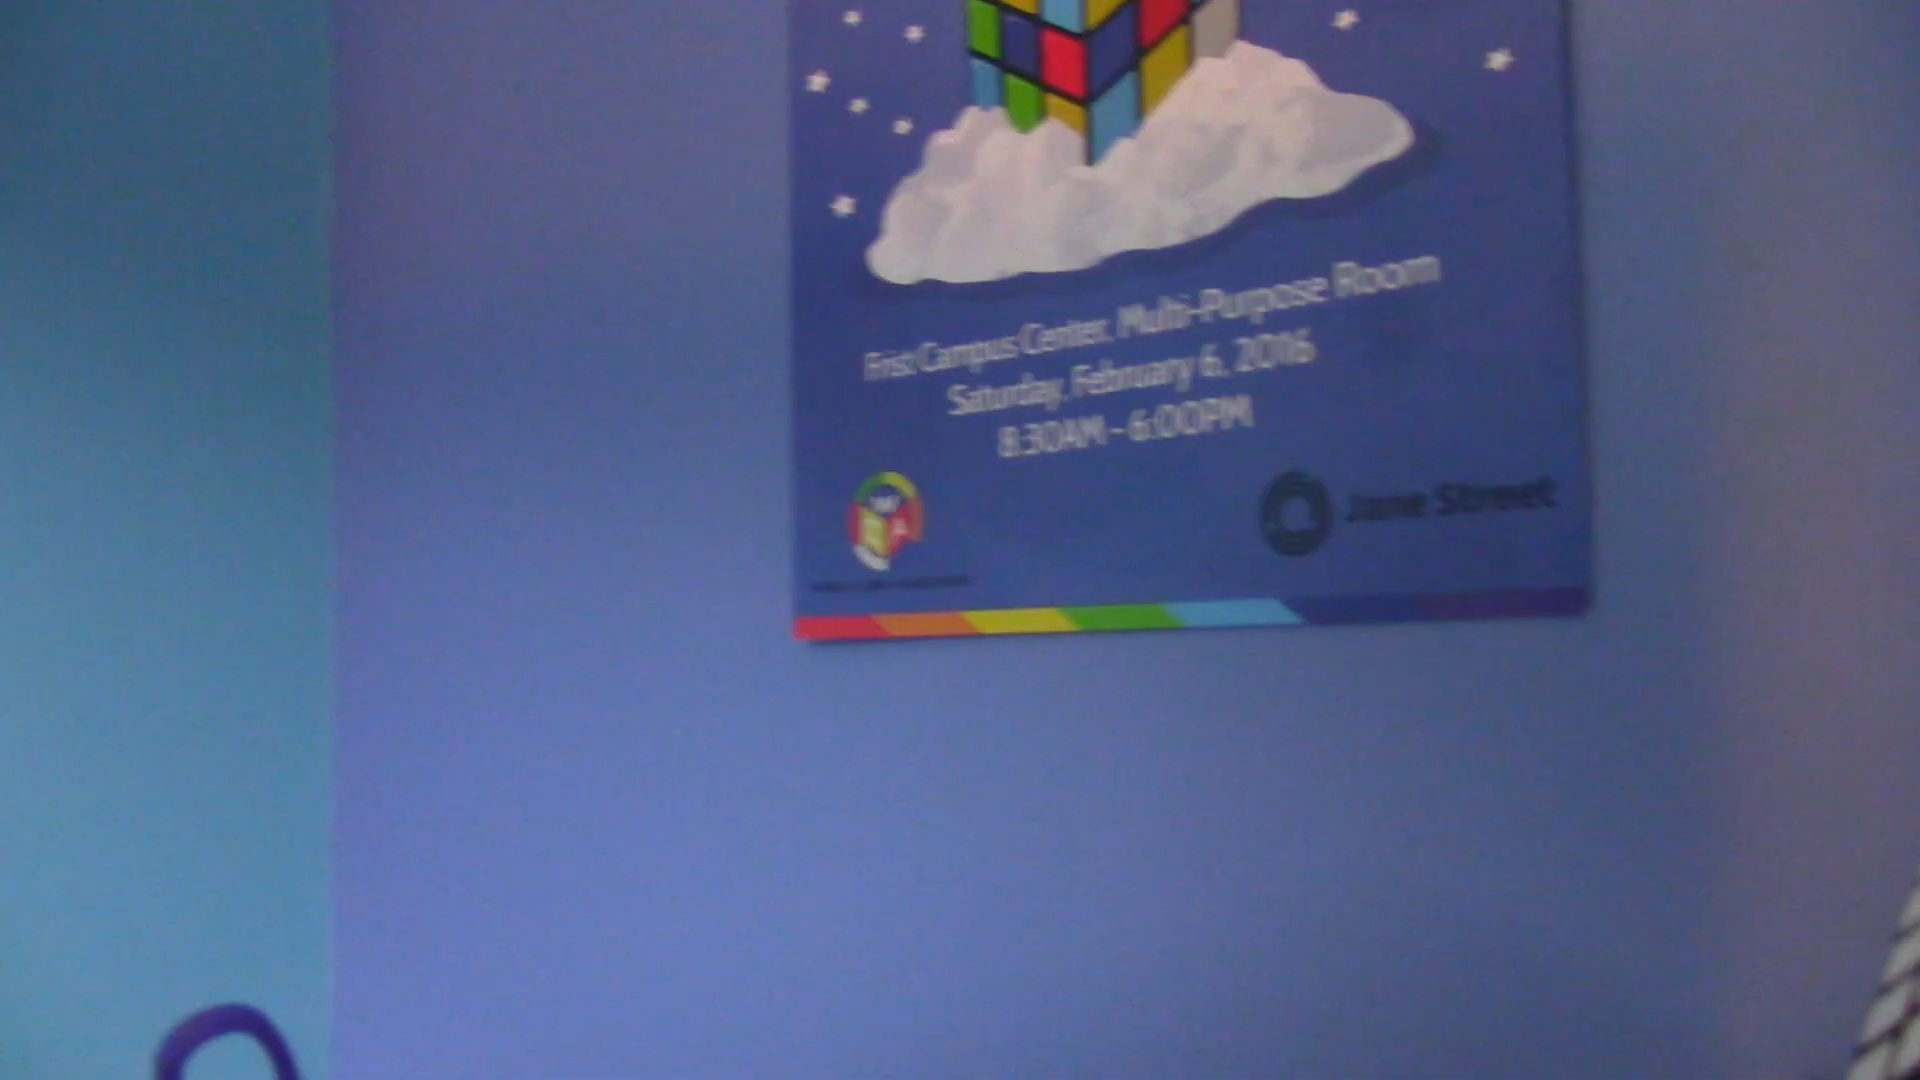 Frist Campus Center, Multi-Purpose Room
Saturday, February 6, 2016
8:30AM - 6:00PM
Jane Street